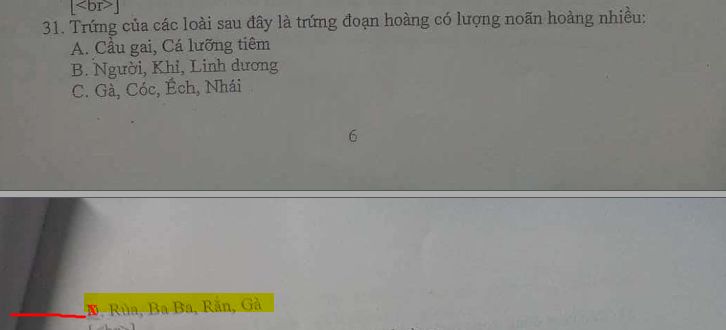 [<br>]
31. Trứng của các loài sau đây là trứng đoạn hoàng có lượng noãn hoàng nhiều:
A. Cầu gai, Cá lưỡng tiêm
B. Người, Khỉ, Linh dương
C. Gà, Cóc, Ếch, Nhái
6
Rùa, Ba Ba, Rắn, Gà